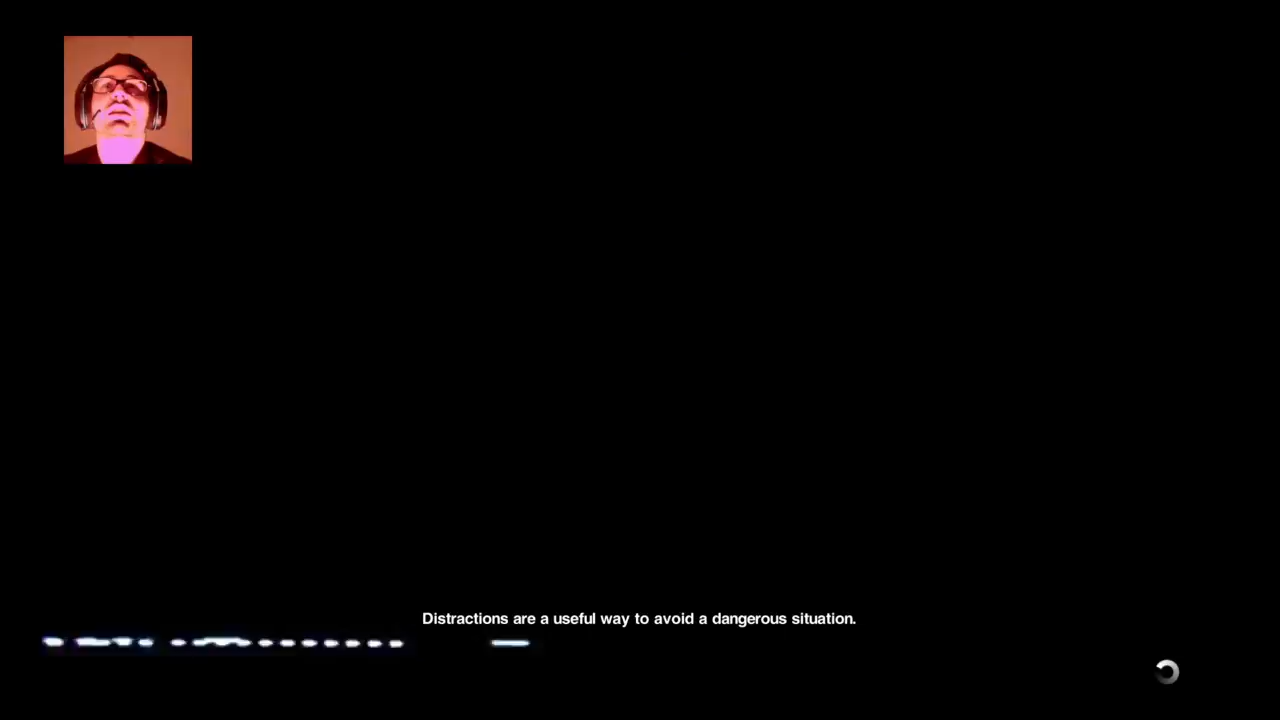 Distractions are a useful way to avoid a dangerous situation.